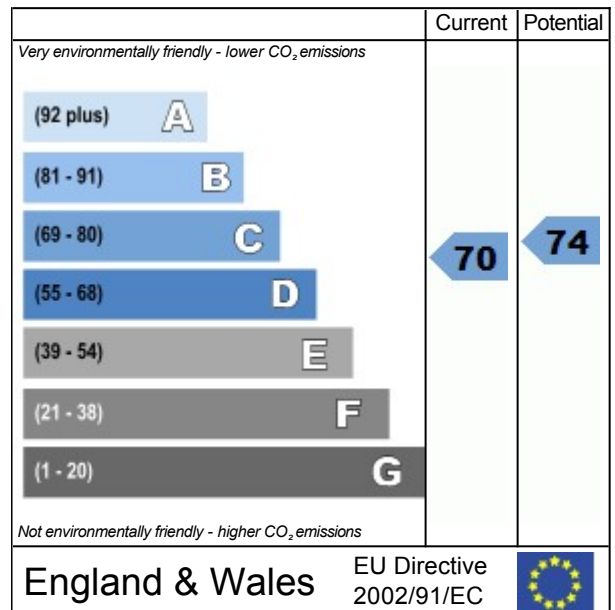 Current Potential
Very environmentally friendly - lower CO₂ emissions
(92 plus) A
(81 - 91) B
(69 - 80) C
(55 - 68) D
(39 - 54) E
(21 - 38) F
(1 - 20) G
70
74
Not environmentally friendly - higher CO₂ emissions
England & Wales
EU Directive
2002/91/EC